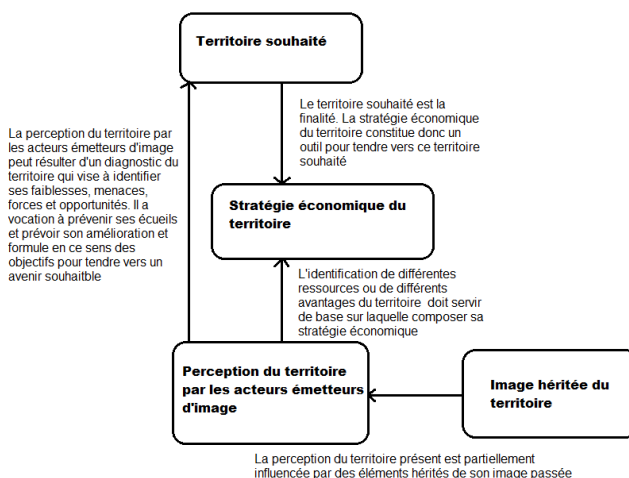 Territoire souhaité
La perception du territoire par
les acteurs émetteurs d'image
peut résulter d'un diagnostic du
territoire qui vise à identifier
ses faiblesses, menaces,
forces et opportunités. Il a
vocation à prévenir ses écueils
et prévoir son amélioration et
formule en ce sens des
objectifs pour tendre vers un
avenir souhaitble
Le territoire souhaité est la
finalité. La stratégie économique
du territoire constitue donc un
outil pour tendre vers ce territoire
souhaité
Stratégie économique du
territoire
L'identification de différentes
ressources ou de différents
avantages du territoire doit servir
de base sur laquelle composer sa
stratégie économique
Perception du territoire
par les acteurs émetteurs
d'image
Image héritée du
territoire
La perception du territoire présent est partiellement
influencée par des éléments hérités de son image passée